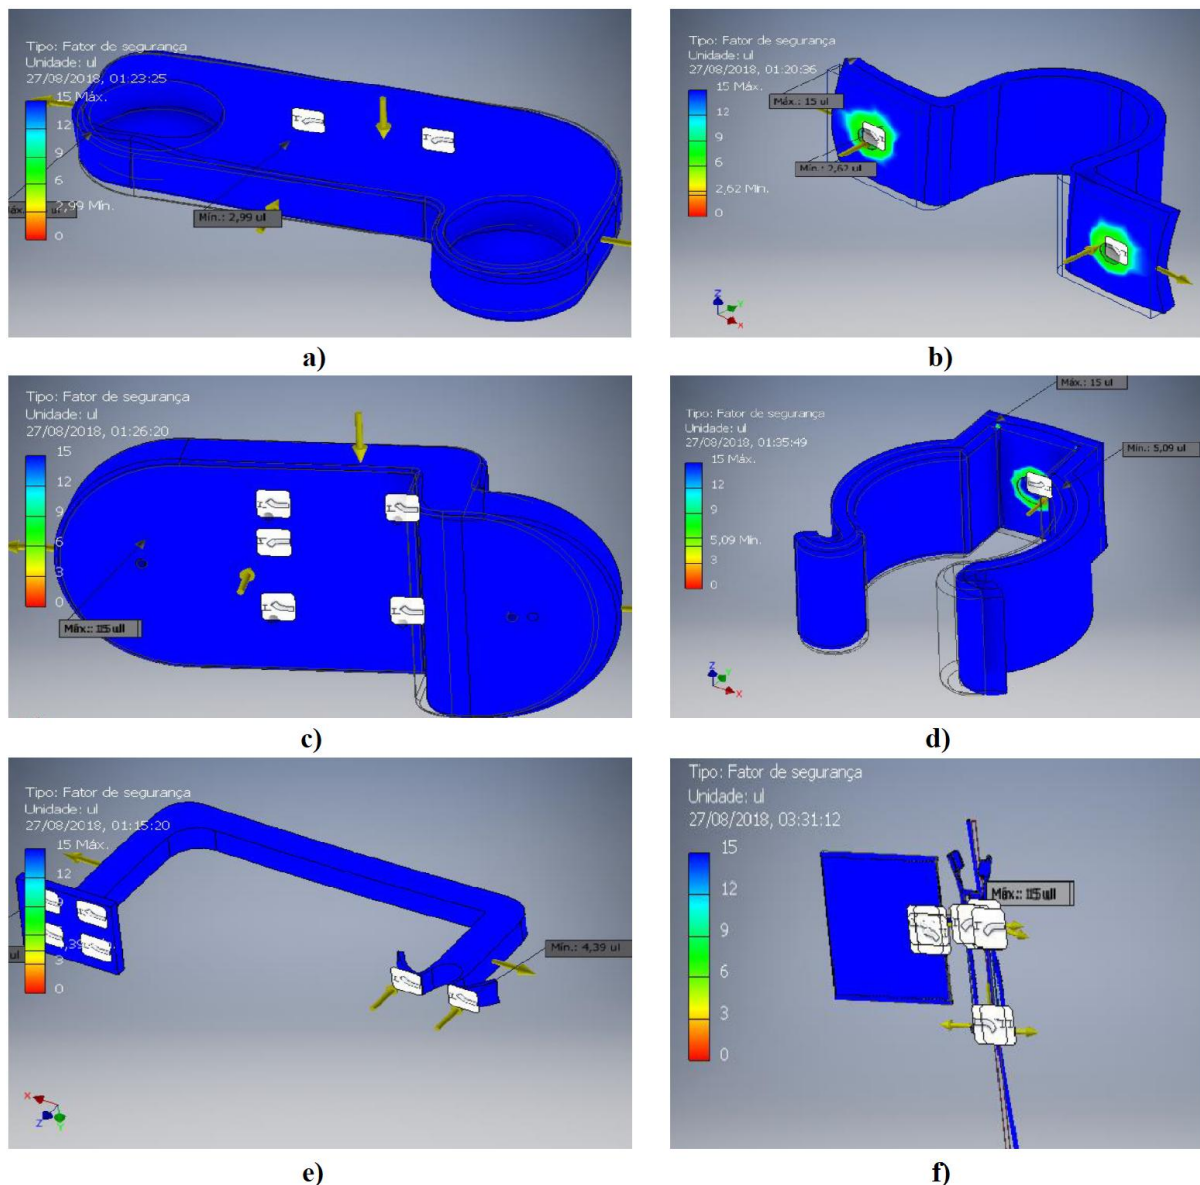 Tipo: Fator de segurança
Unidade: ul
27/08/2018, 01:23:25
15 Máx.
12
9
6
2,99 Mín.
0
Mín.: 2,99 ul
a)
Tipo: Fator de segurança
Unidade: ul
27/08/2018, 01:20:36
15 Máx.
12
9
6
2,62 Mín.
0
Máx.: 15 ul
Mín.: 2,62 ul
Z
Y
X
b)
Tipo: Fator de segurança
Unidade: ul
27/08/2018, 01:26:20
15
12
9
6
3
0
c)
Tipo: Fator de segurança
Unidade: ul
27/08/2018, 01:35:49
15 Máx.
12
9
5,09 Mín.
3
0
Máx.: 15 ul
Mín.: 5,09 ul
Z
Y
X
d)
Tipo: Fator de segurança
Unidade: ul
27/08/2018, 01:15:20
15 Máx.
12
9
3
0
ul
Mín.: 4,39 ul
X
Z
Y
e)
Tipo: Fator de segurança
Unidade: ul
27/08/2018, 03:31:12
15
12
9
6
3
0
f)